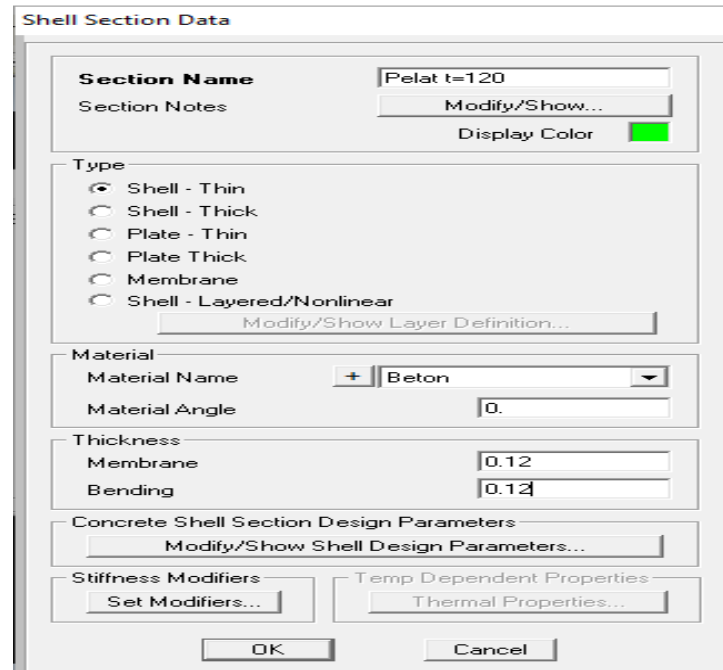 Shell Section Data
Section Name Pelat t=120
Section Notes Modify/Show...
Display Color
Type
Shell - Thin
Shell - Thick
Plate - Thin
Plate Thick
Membrane
Shell - Layered/Nonlinear
Modify/Show Layer Definition...
Material
Material Name + Beton
Material Angle 0.
Thickness
Membrane 0.12
Bending 0.12
Concrete Shell Section Design Parameters
Modify/Show Shell Design Parameters...
Stiffness Modifiers Temp Dependent Properties
Set Modifiers... Thermal Properties...
OK Cancel